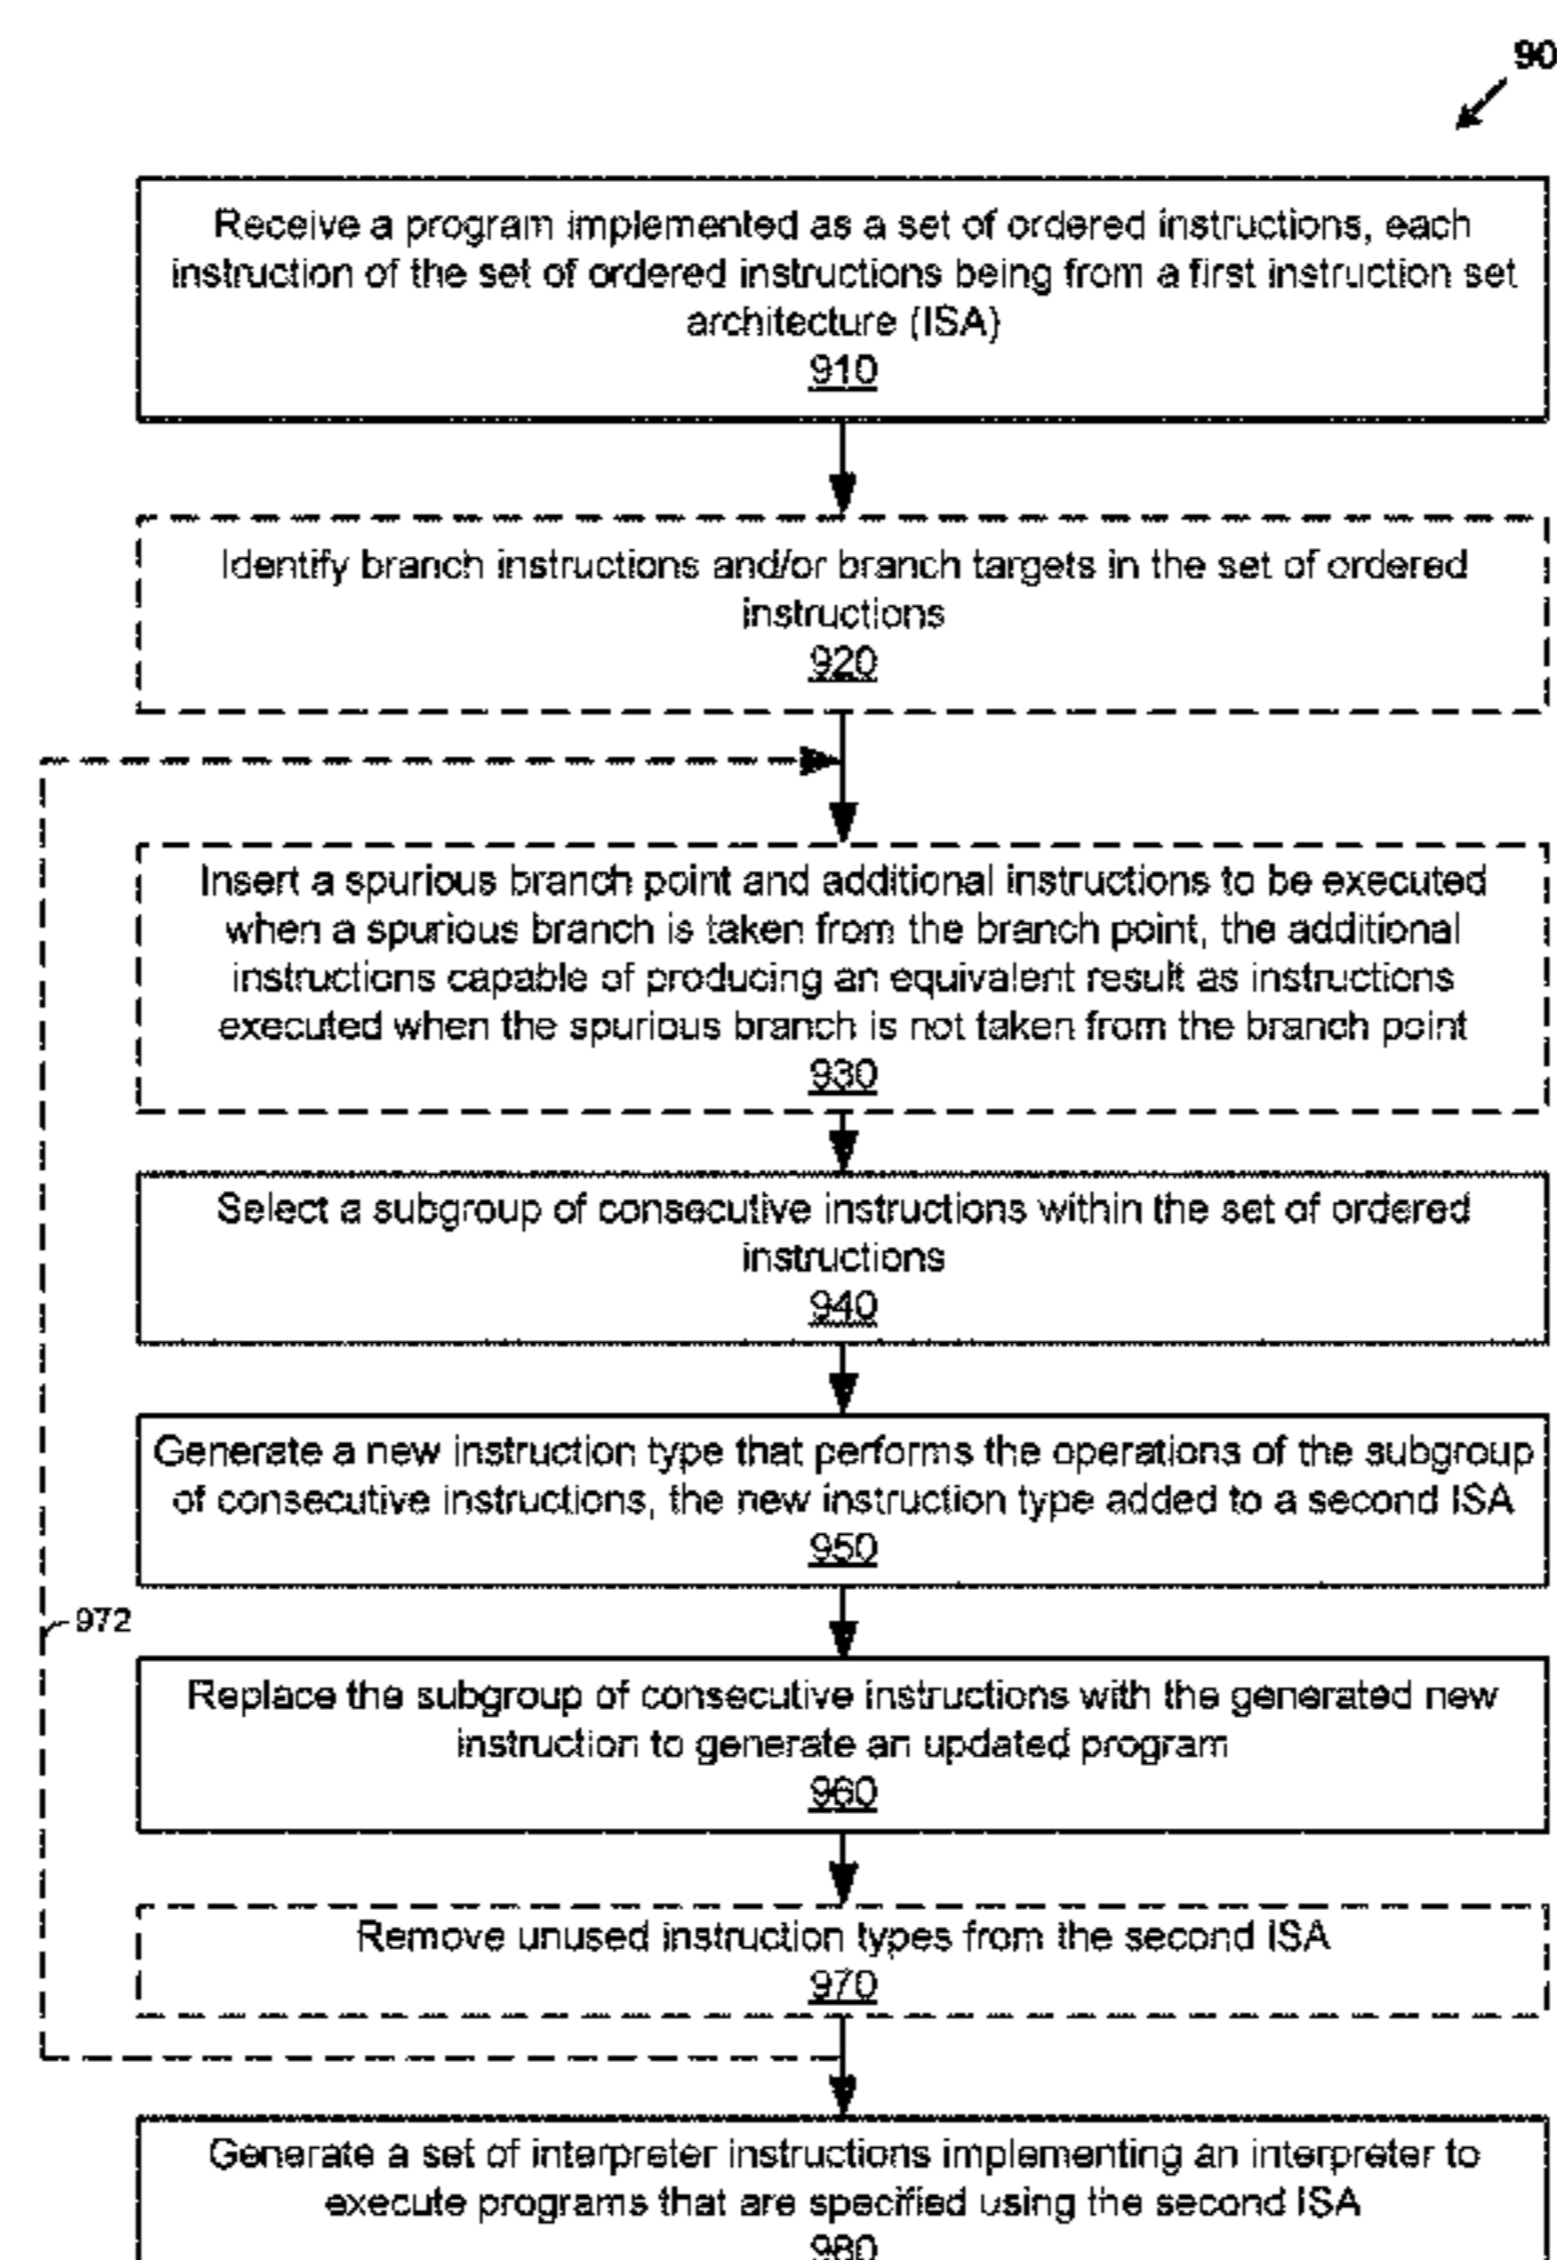 90
Receive a program implemented as a set of ordered instructions, each
instruction of the set of ordered instructions being from a first instruction set
architecture (ISA)
910
Identify branch instructions and/or branch targets in the set of ordered
instructions
920
Insert a spurious branch point and additional instructions to be executed
when a spurious branch is taken from the branch point, the additional
instructions capable of producing an equivalent result as instructions
executed when the spurious branch is not taken from the branch point
930
Select a subgroup of consecutive instructions within the set of ordered
instructions
940
Generate a new instruction type that performs the operations of the subgroup
of consecutive instructions, the new instruction type added to a second ISA
950
972
Replace the subgroup of consecutive instructions with the generated new
instruction to generate an updated program
960
Remove unused instruction types from the second ISA
970
Generate a set of interpreter instructions implementing an interpreter to
execute programs that are specified using the second ISA
980